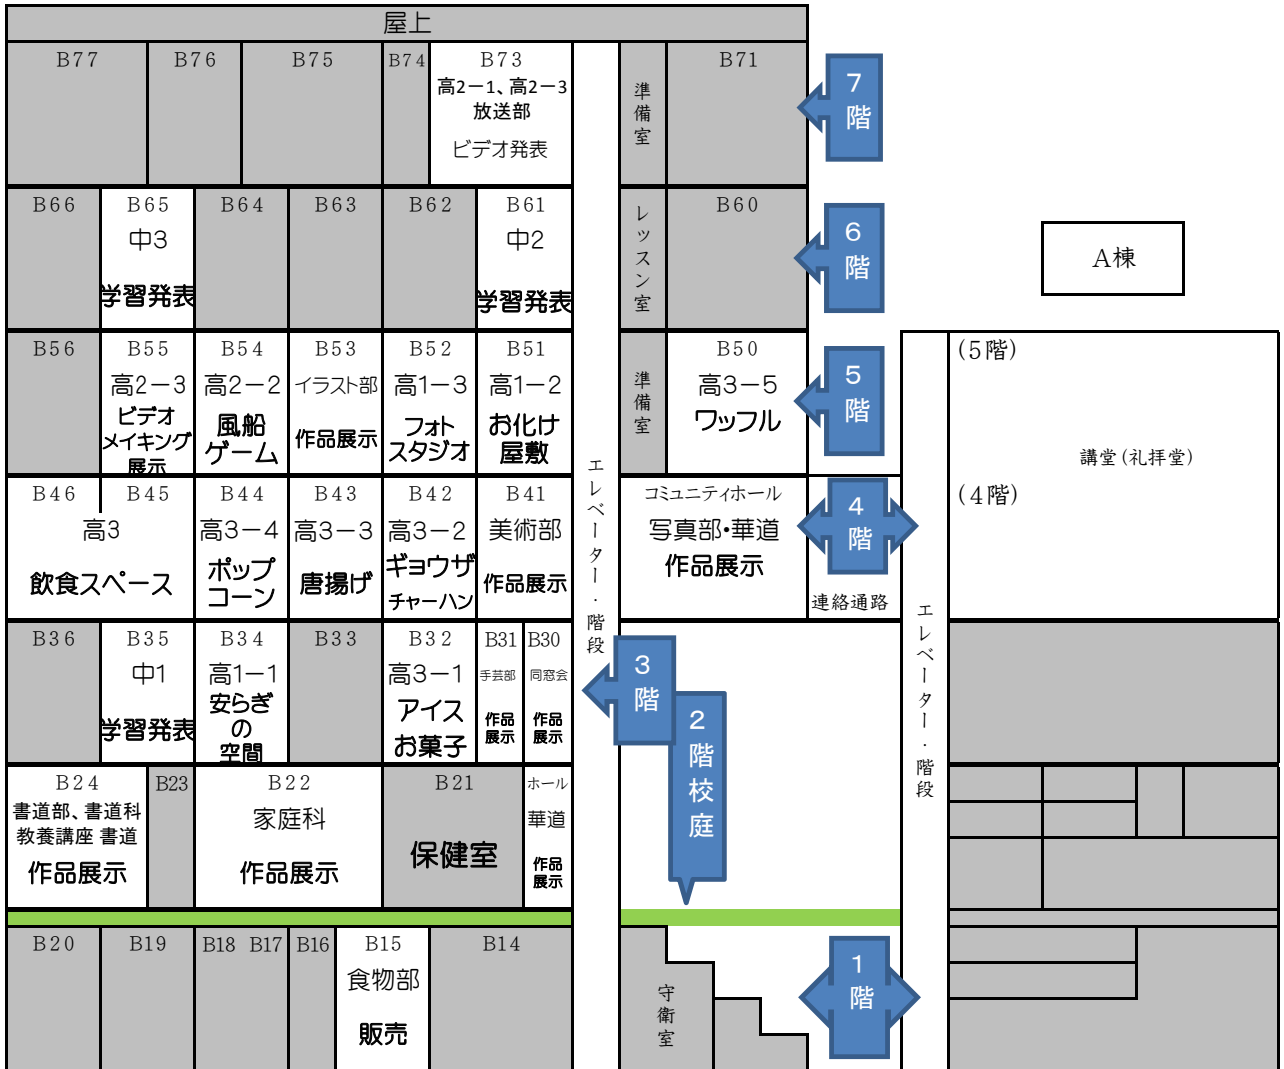 屋上
B77
B76
B75
B74
B73
高2－1、高2－3
放送部
ビデオ発表
準備室
B71
7階
B66
B65
中3
学習発表
B64
B63
B62
B61
中2
学習発表
レッスン室
B60
6階
A棟
B56
B55
高2－3
ビデオ
メイキング
展示
B54
高2－2
風船
ゲーム
B53
イラスト部
作品展示
B52
高1－3
フォト
スタジオ
B51
高1－2
お化け
屋敷
準備室
B50
高3－5
ワッフル
5階
(5階)
講堂(礼拝堂)
(4階)
エレベーター・階段
B46
B45
高3
飲食スペース
B44
高3－4
ポップ
コーン
B43
高3－3
唐揚げ
B42
高3－2
ギョウザ
チャーハン
B41
美術部
作品展示
コミュニティホール
写真部・華道
作品展示
4階
連絡通路
エレベーター・階段
B36
B35
中1
学習発表
B34
高1－1
安らぎ
の
空間
B33
B32
高3－1
アイス
お菓子
B31
手芸部
作品
展示
B30
同窓会
作品
展示
3階
2階校庭
B24
書道部、書道科
教養講座 書道
作品展示
B23
B22
家庭科
作品展示
B21
保健室
ホール
華道
作品
展示
B20
B19
B18
B17
B16
B15
食物部
販売
B14
守衛室
1階